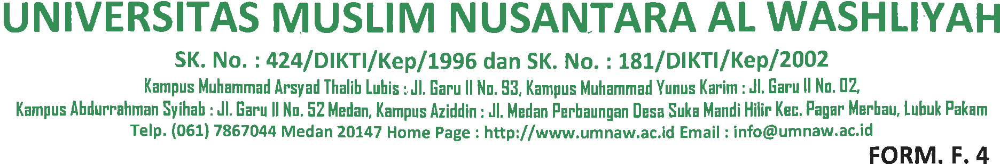 UNIVERSITAS MUSLIM NUSANTARA AL WASHLIYAH
SK. No. : 424/DIKTI/Kep/1996 dan SK. No. : 181/DIKTI/Kep/2002
Kampus Muhammad Arsyad Thalib Lubis : Jl. Garu II No. 93, Kampus Muhammad Yunus Karim : Jl. Garu II No. 02,
Kampus Abdurrahman Syihab : Jl. Garu II No. 52 Medan, Kampus Aziddin : Jl. Medan Perbaungan Desa Suka Mandi Hilir Kec. Pagar Merbau, Lubuk Pakam
Telp. (061) 7867044 Medan 20147 Home Page : http://www.umnaw.ac.id Email : info@umnaw.ac.id
FORM. F. 4